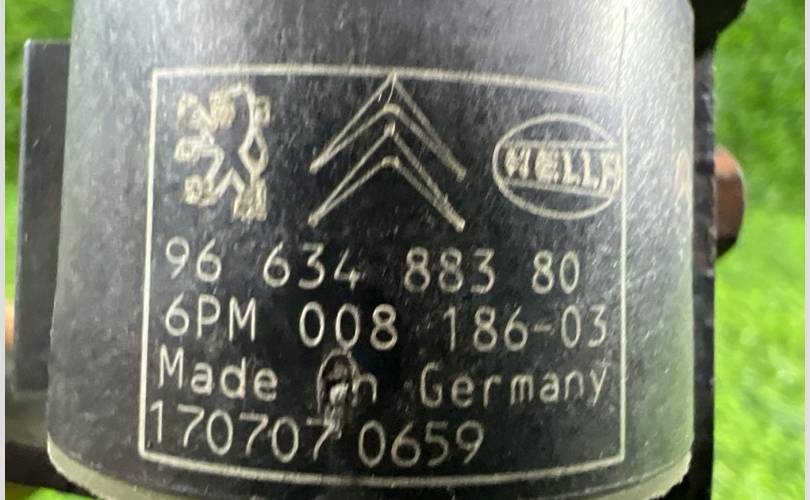 HELLA
96 634 883 80
6PM 008 186-03
Made in Germany
170707 0659